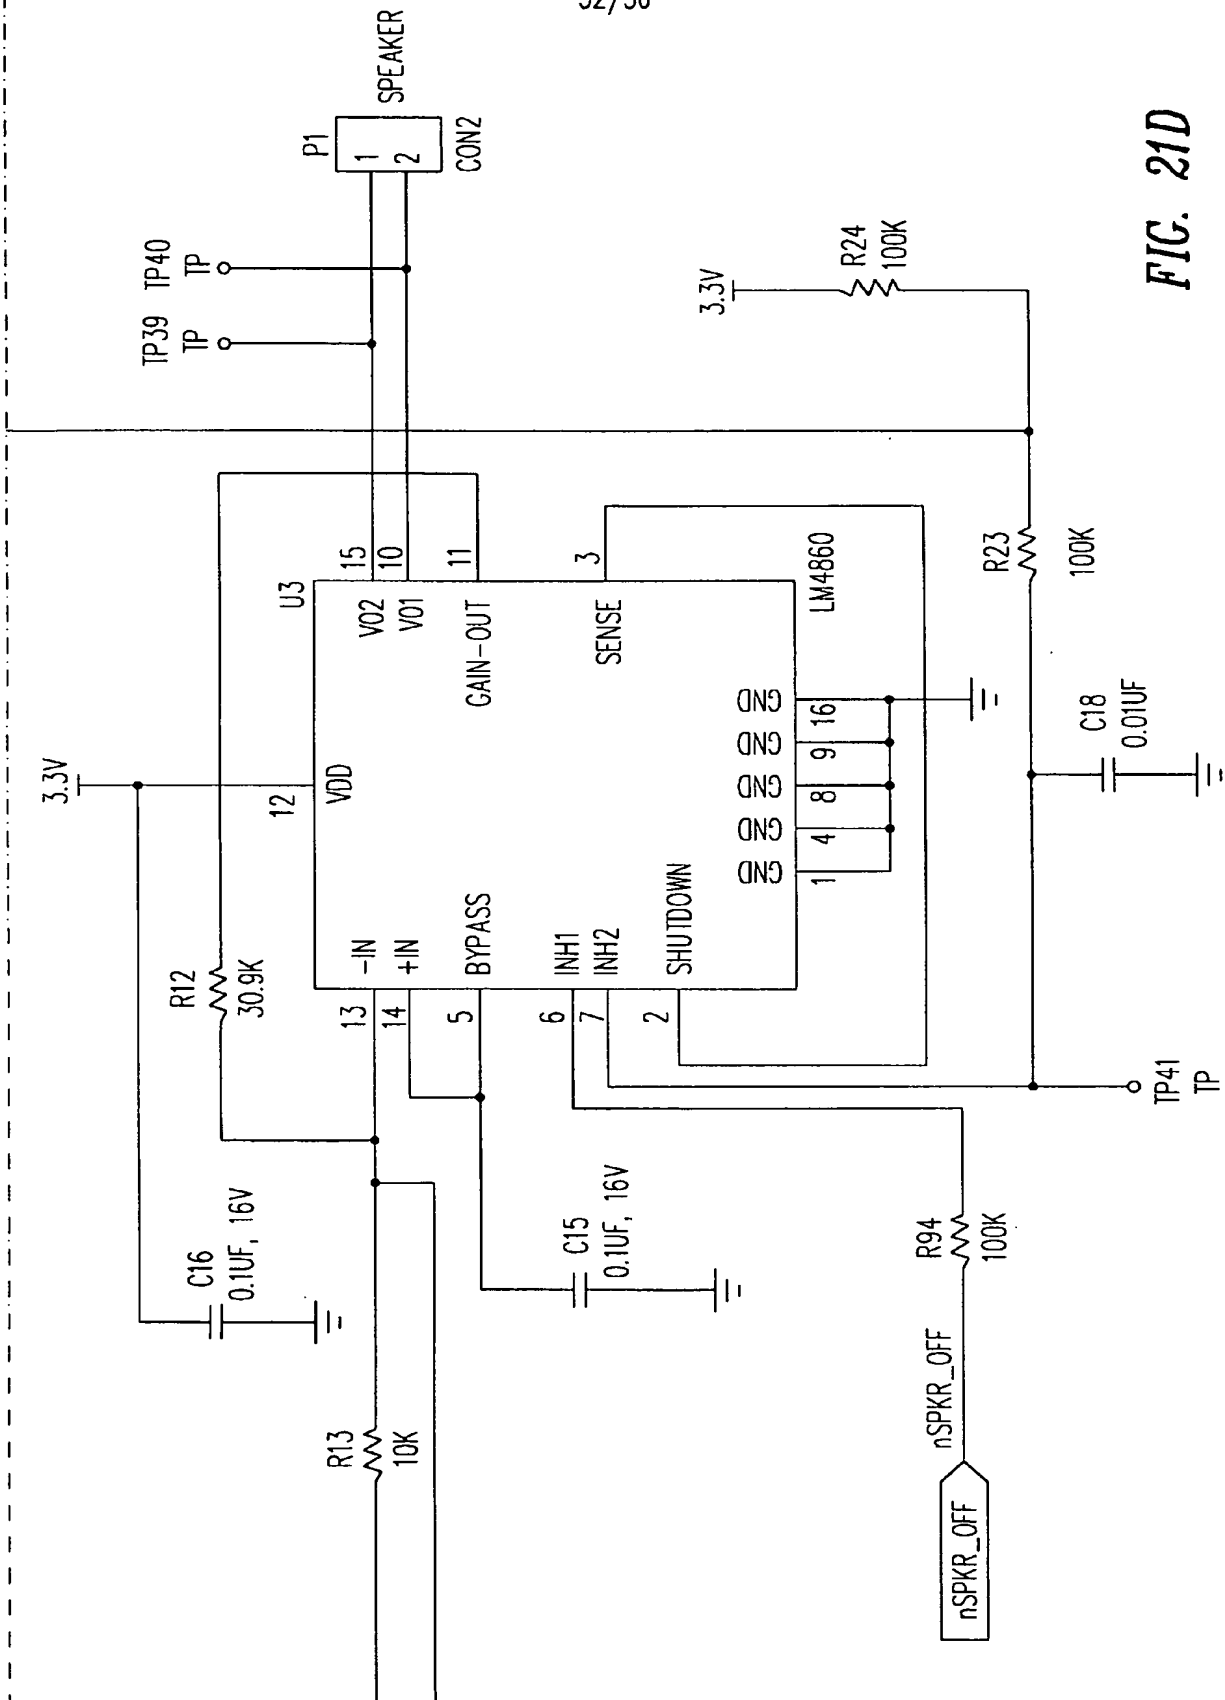 SPEAKER
P1
1
2
CON2
TP40
TP
TP39
TP
3.3V
R24
100K
FIG. 21D
U3
15
10
11
3
VO2
VO1
GAIN-OUT
SENSE
LM4860
R23
100K
3.3V
12
VDD
GND
GND
GND
GND
GND
16
9
8
4
1
C18
0.01UF
R12
30.9K
-IN
+IN
BYPASS
INH1
INH2
SHUTDOWN
13
14
5
6
7
2
TP41
TP
C16
0.1UF, 16V
C15
0.1UF, 16V
R94
100K
R13
10K
nSPKR_OFF
nSPKR_OFF